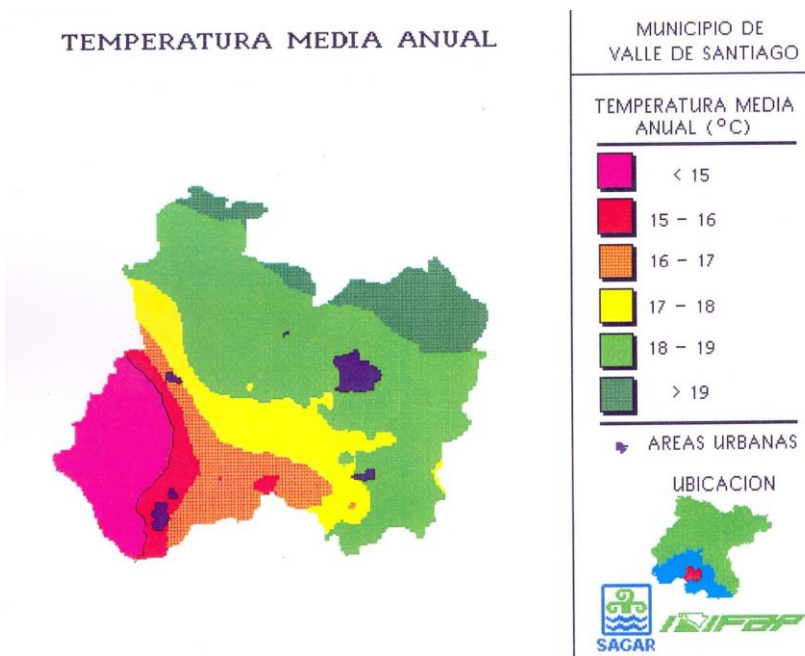 TEMPERATURA MEDIA ANUAL
MUNICIPIO DE
VALLE DE SANTIAGO
TEMPERATURA MEDIA
ANUAL (°C)
< 15
15 - 16
16 - 17
17 - 18
18 - 19
> 19
AREAS URBANAS
UBICACION
SAGAR
INIFAP